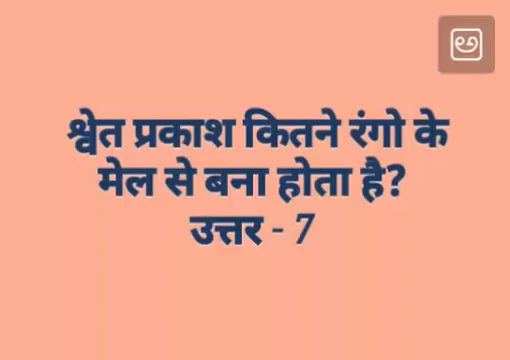 श्वेत प्रकाश कितने रंगो के
मेल से बना होता है?
उत्तर - 7